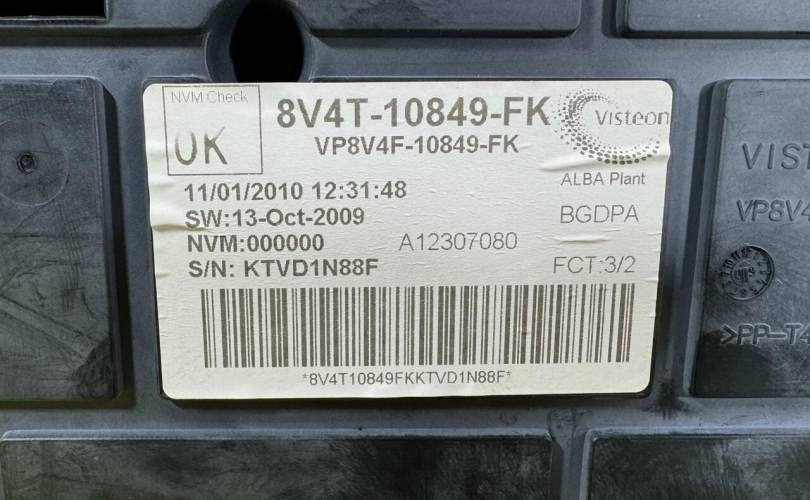 NVM Check
OK
8V4T-10849-FK
VP8V4F-10849-FK
Visteon
ALBA Plant
11/01/2010 12:31:48
SW:13-Oct-2009
BGDPA
NVM:000000
A12307080
S/N: KTVD1N88F
FCT:3/2
*8V4T10849FKKTVD1N88F*
VIST
VP8V4
>PP-T4